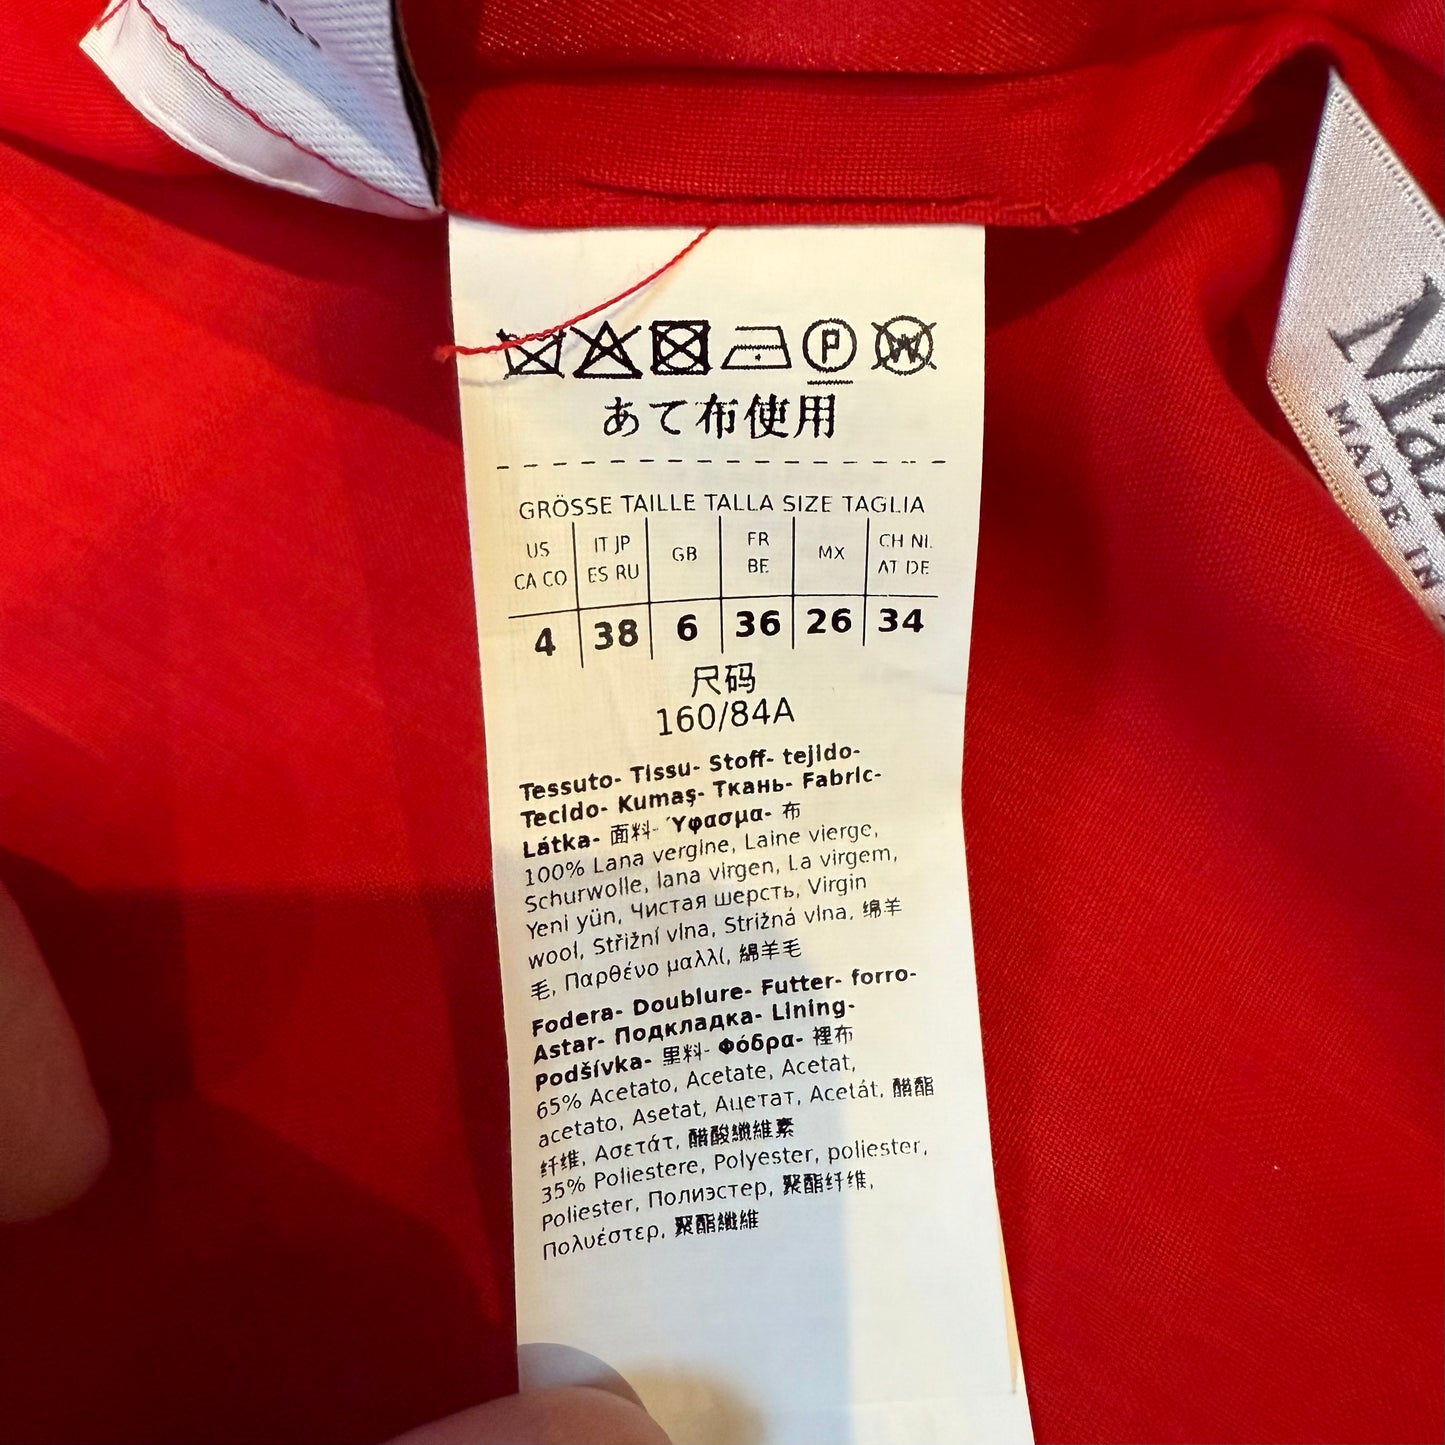 P W
あて布使用
GRÖSSE TAILLE TALLA SIZE TAGLIA
US CA CO | IT JP ES RU | GB | FR BE | MX | CH NL AT DE
4 | 38 | 6 | 36 | 26 | 34
尺码
160/84A
Tessuto- Tissu- Stoff- tejido-
Tecido- Kumaş- Ткань- Fabric-
Látka- 面料- Ύφασμα- 布
100% Lana vergine, Laine vierge,
Schurwolle, lana virgen, La virgem,
Yeni yün, Чистая шерсть, Virgin
wool, Střižní vlna, Strižná vlna, 绵羊
毛, Παρθένο μαλλί, 綿羊毛
Fodera- Doublure- Futter- forro-
Astar- Подкладка- Lining-
Podšívka- 里料- Φόδρα- 裡布
65% Acetato, Acetate, Acetat,
acetato, Asetat, Ацетат, Acetát, 醋酯
纤维, Ασετάτ, 醋酸纖維素
35% Poliestere, Polyester, poliester,
Poliester, Полиэстер, 聚酯纤维,
Πολυέστερ, 聚酯纖維
MADE IN